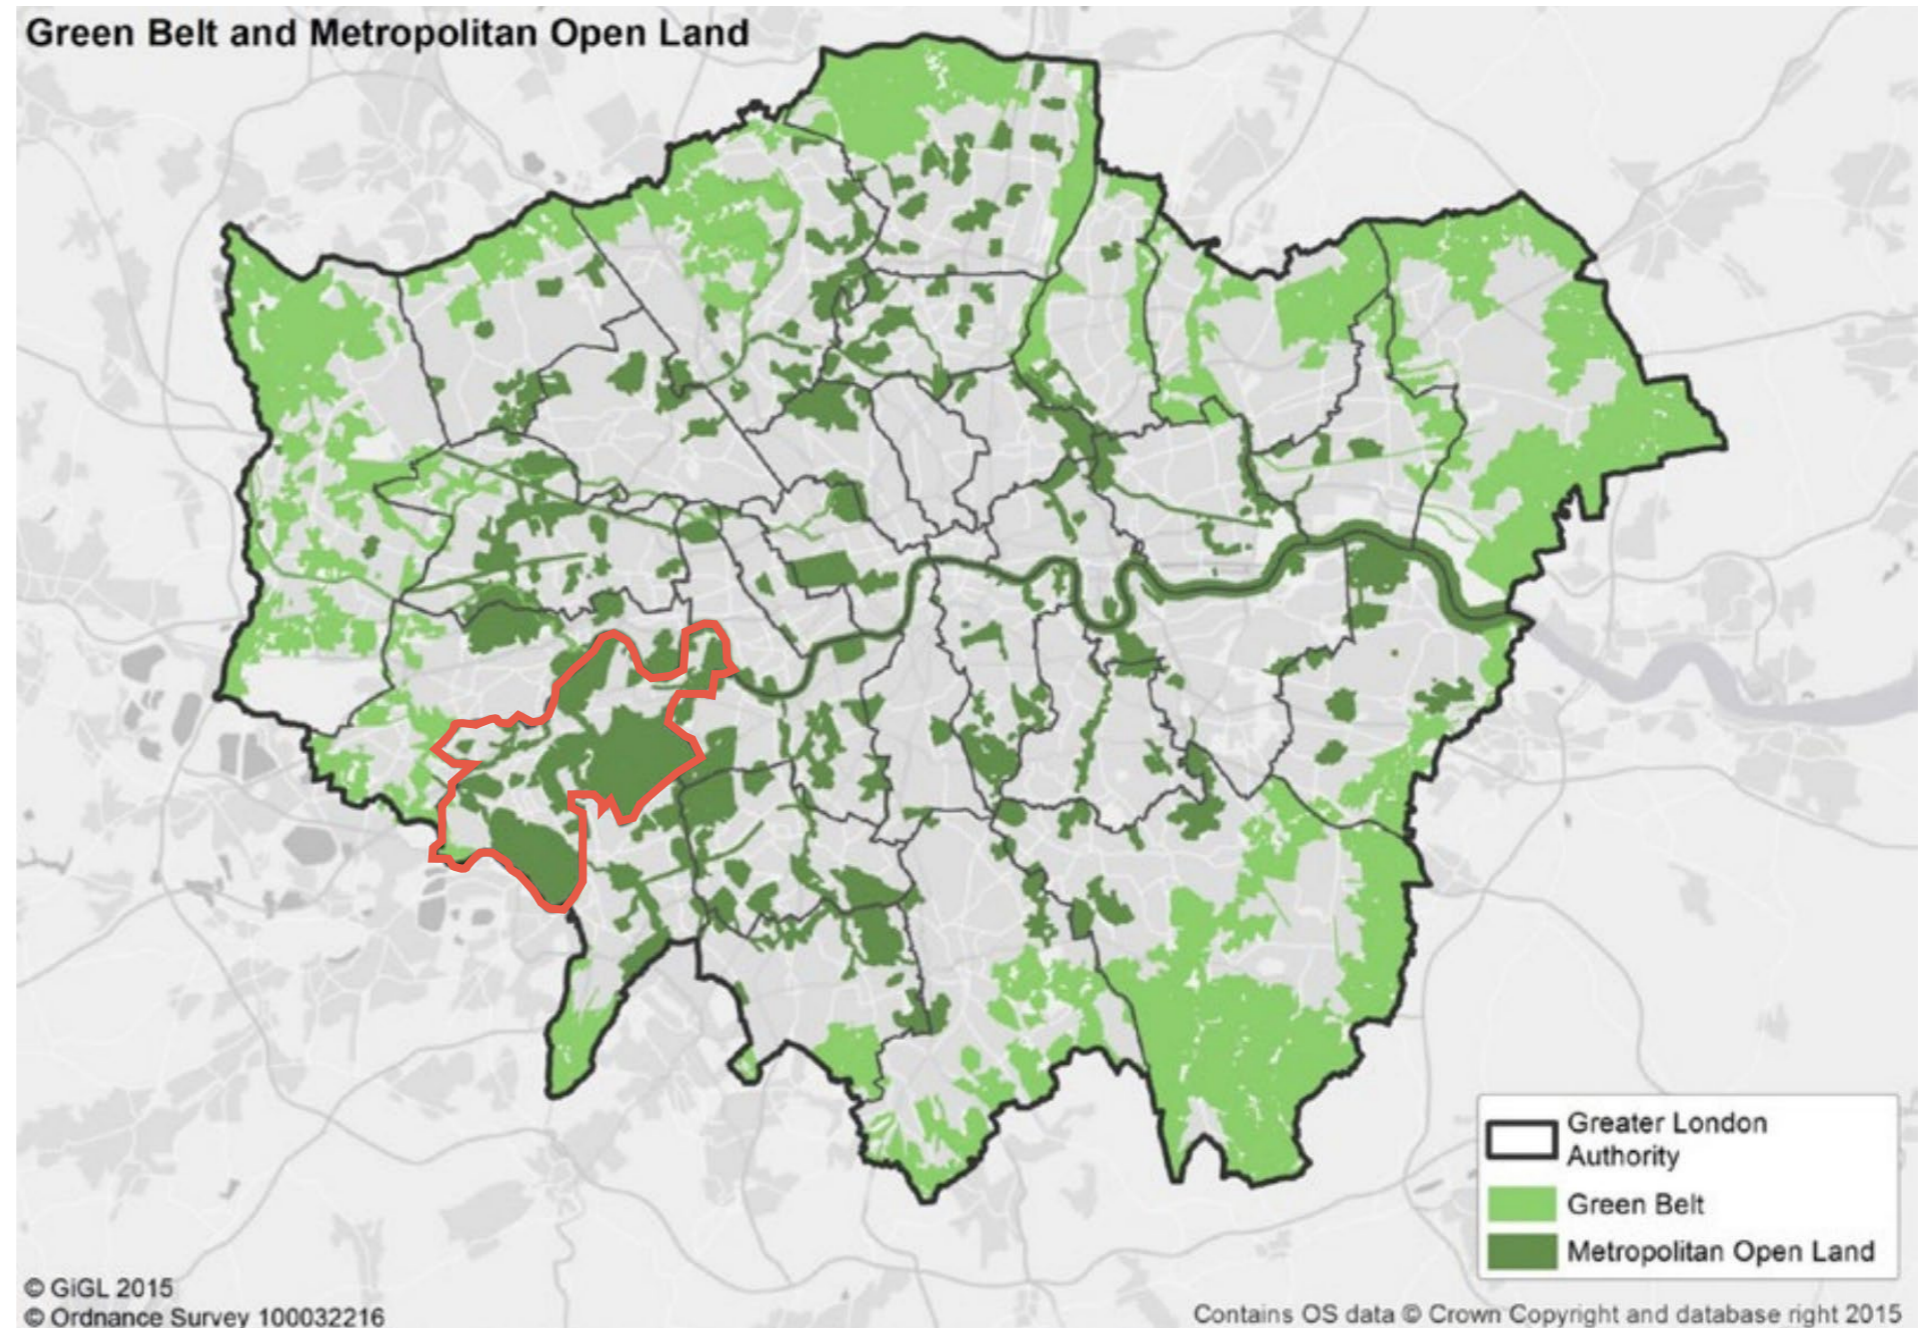 Green Belt and Metropolitan Open Land
Greater London
Authority
Green Belt
Metropolitan Open Land
© GiGL 2015
© Ordnance Survey 100032216
Contains OS data © Crown Copyright and database right 2015